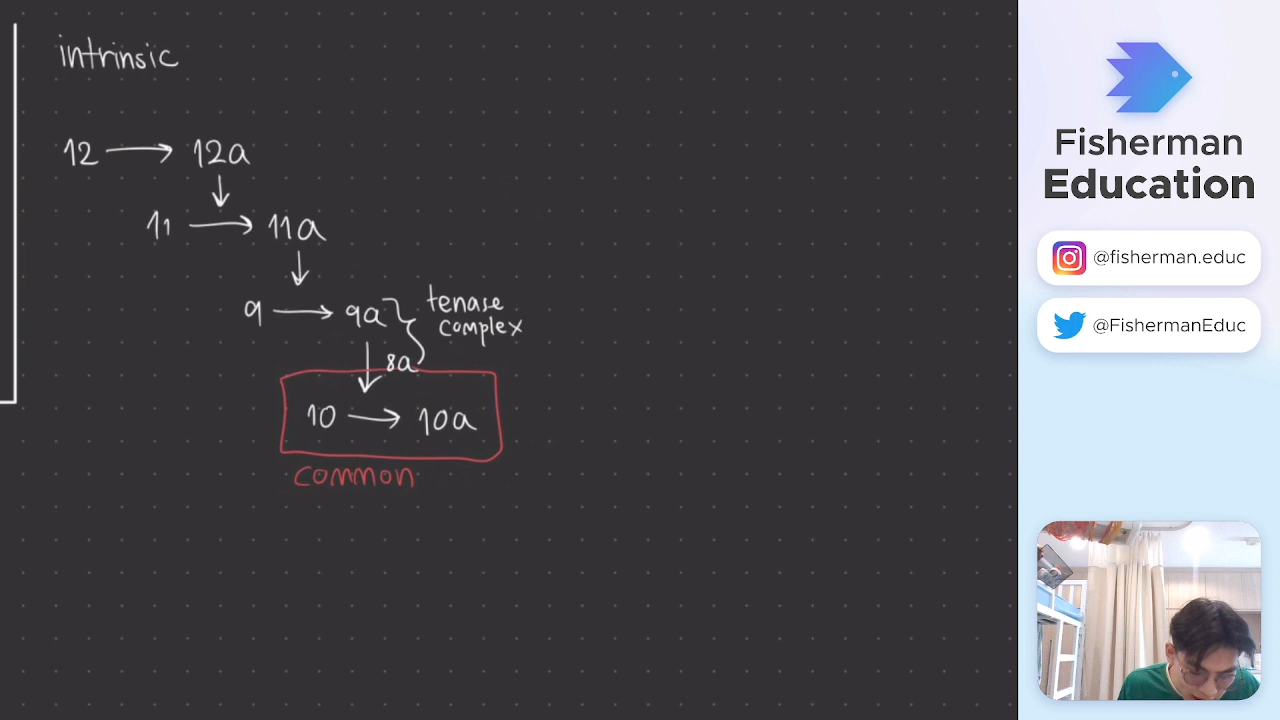 intrinsic
12 → 12a
↓
11 → 11a
↓
9 → 9a
tenase
complex
↓ 8a
10 → 10a
common
Fisherman
Education
@fisherman.educ
@FishermanEduc